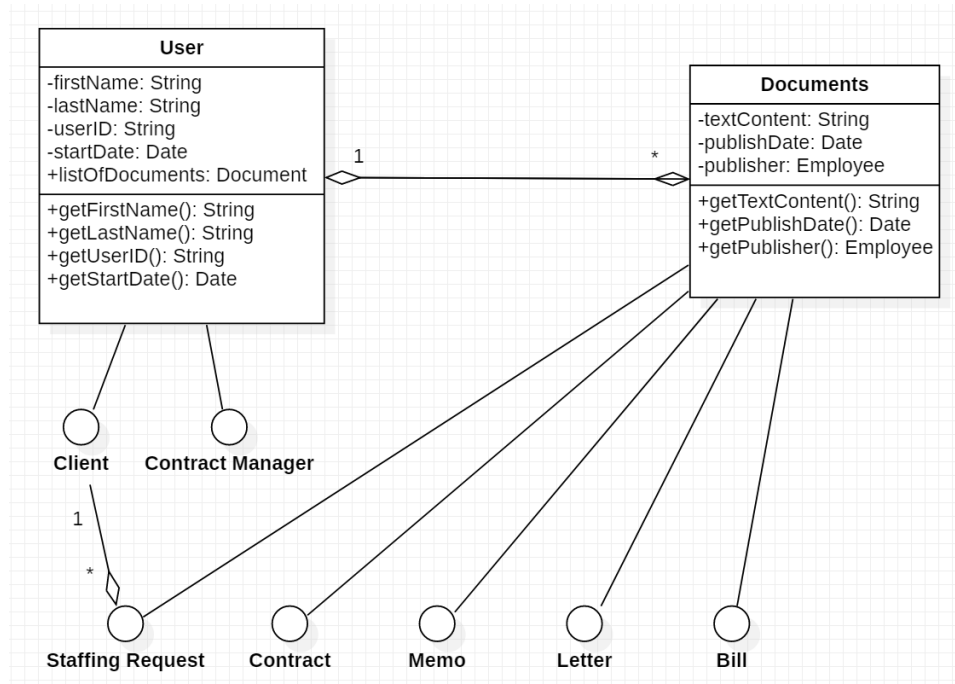 User
-firstName: String
-lastName: String
-userID: String
-startDate: Date
+listOfDocuments: Document
+getFirstName(): String
+getLastName(): String
+getUserID(): String
+getStartDate(): Date
1
*
Documents
-textContent: String
-publishDate: Date
-publisher: Employee
+getTextContent(): String
+getPublishDate(): Date
+getPublisher(): Employee
Client
Contract Manager
1
*
Staffing Request
Contract
Memo
Letter
Bill